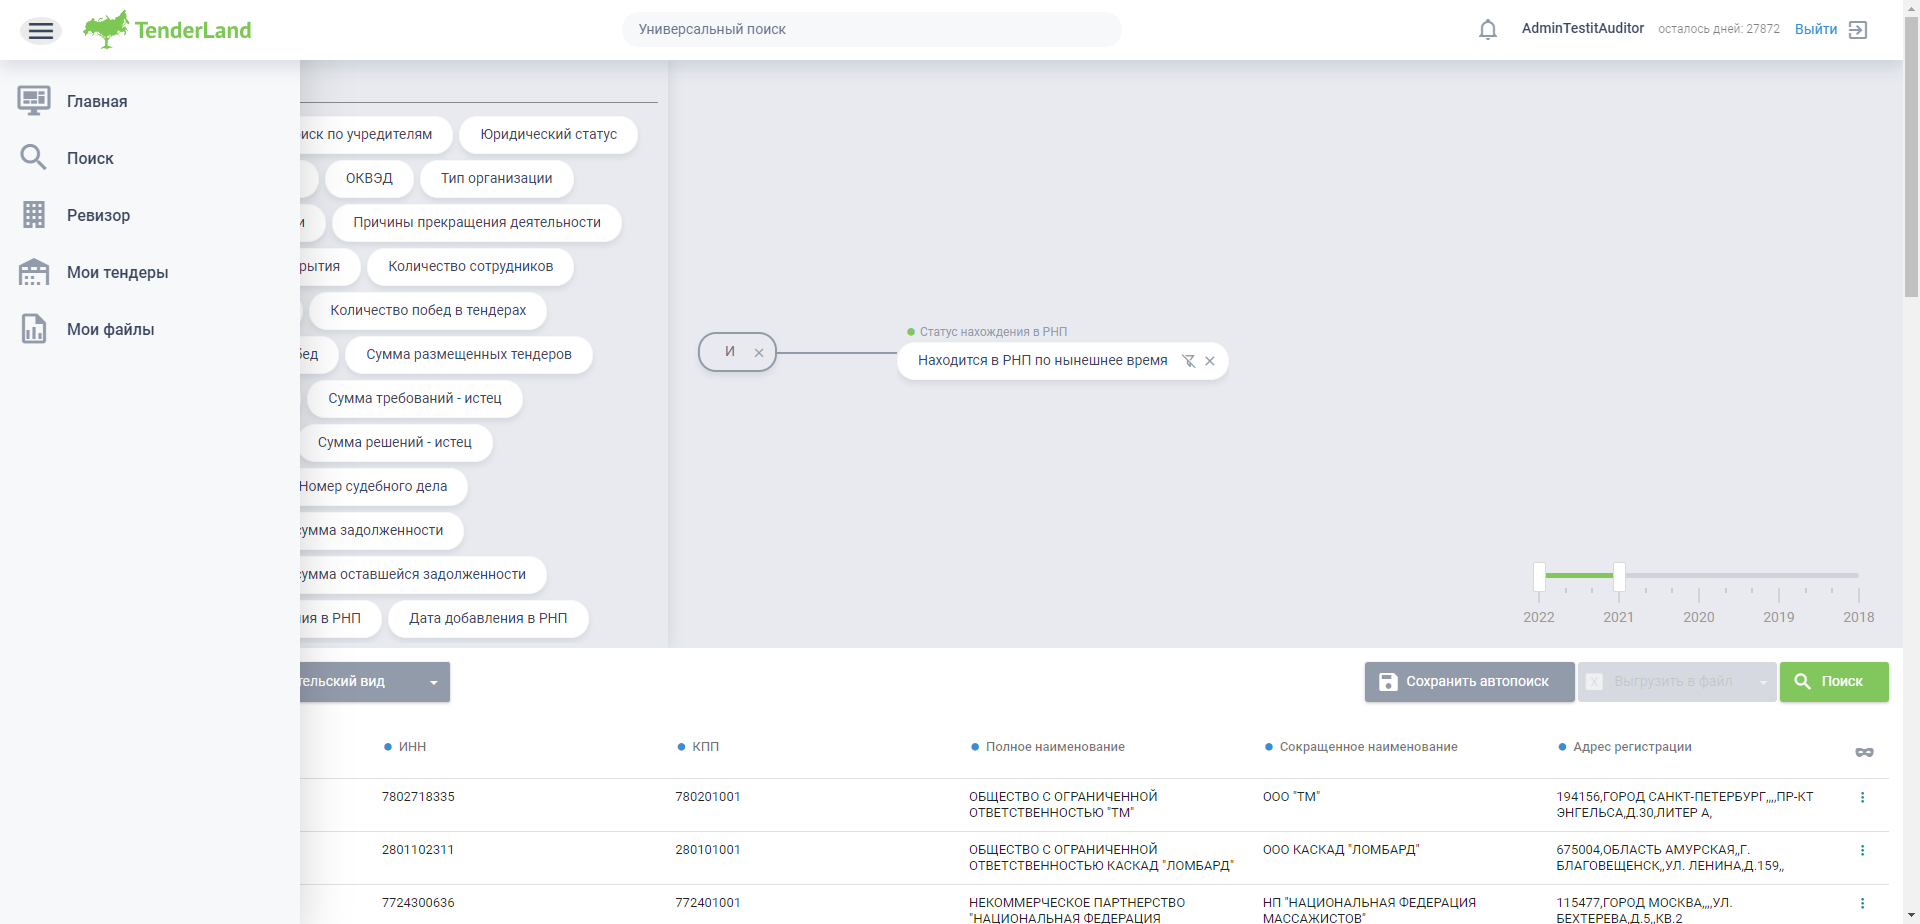 TenderLand
Универсальный поиск
AdminTestitAuditor
осталось дней: 27872
Выйти
Главная
Поиск
Ревизор
Мои тендеры
Мои файлы
иск по учредителям
Юридический статус
ОКВЭД
Тип организации
и
Причины прекращения деятельности
рытия
Количество сотрудников
Количество побед в тендерах
бед
Сумма размещенных тендеров
Сумма требований - истец
Сумма решений - истец
Номер судебного дела
сумма задолженности
сумма оставшейся задолженности
ия в РНП
Дата добавления в РНП
И
Статус нахождения в РНП
Находится в РНП по нынешнее время
2022 2021 2020 2019 2018
тельский вид
Сохранить автопоиск
Выгрузить в файл
Поиск
ИНН
КПП
Полное наименование
Сокращенное наименование
Адрес регистрации
7802718335
780201001
ОБЩЕСТВО С ОГРАНИЧЕННОЙ
ОТВЕТСТВЕННОСТЬЮ "ТМ"
ООО "ТМ"
194156,ГОРОД САНКТ-ПЕТЕРБУРГ,,,,ПР-КТ
ЭНГЕЛЬСА,Д.30,ЛИТЕР А,
2801102311
280101001
ОБЩЕСТВО С ОГРАНИЧЕННОЙ
ОТВЕТСТВЕННОСТЬЮ КАСКАД "ЛОМБАРД"
ООО КАСКАД "ЛОМБАРД"
675004,ОБЛАСТЬ АМУРСКАЯ,,Г.
БЛАГОВЕЩЕНСК,,УЛ. ЛЕНИНА,Д.159,,
7724300636
772401001
НЕКОММЕРЧЕСКОЕ ПАРТНЕРСТВО
"НАЦИОНАЛЬНАЯ ФЕДЕРАЦИЯ
НП "НАЦИОНАЛЬНАЯ ФЕДЕРАЦИЯ
МАССАЖИСТОВ"
115477,ГОРОД МОСКВА,,,,УЛ.
БЕХТЕРЕВА,Д.5,,КВ.2